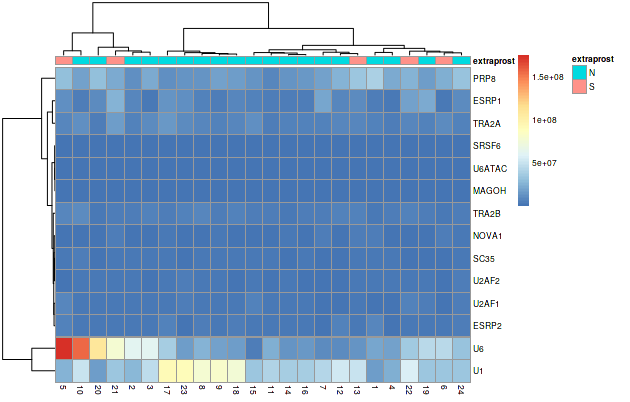 extraprost
PRP8
ESRP1
TRA2A
SRSF6
U6ATAC
MAGOH
TRA2B
NOVA1
SC35
U2AF2
U2AF1
ESRP2
U6
U1
5 10 20 21 2 3 17 23 8 9 18 15 11 14 16 7 12 13 1 4 22 19 6 24
1.5e+08
1e+08
5e+07
extraprost
N
S